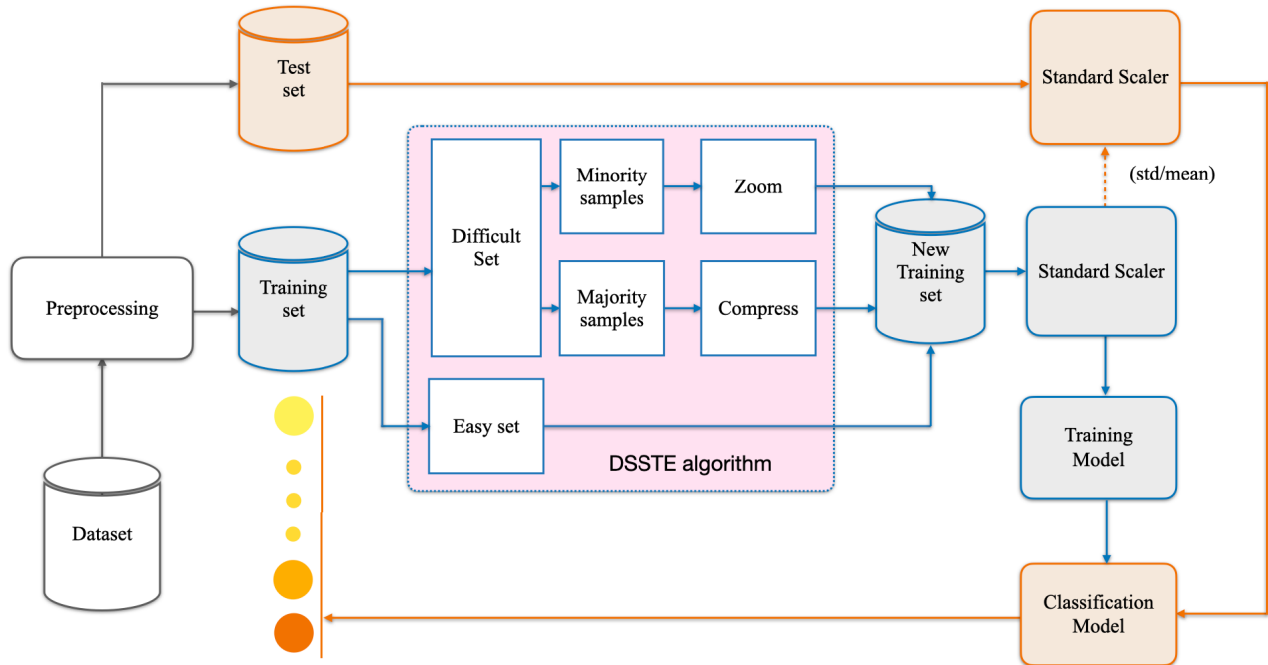 Test
set
Standard Scaler
(std/mean)
Minority
samples
Zoom
Difficult
Set
New
Training
set
Standard Scaler
Training
set
Preprocessing
Majority
samples
Compress
Easy set
DSSTE algorithm
Training
Model
Dataset
Classification
Model